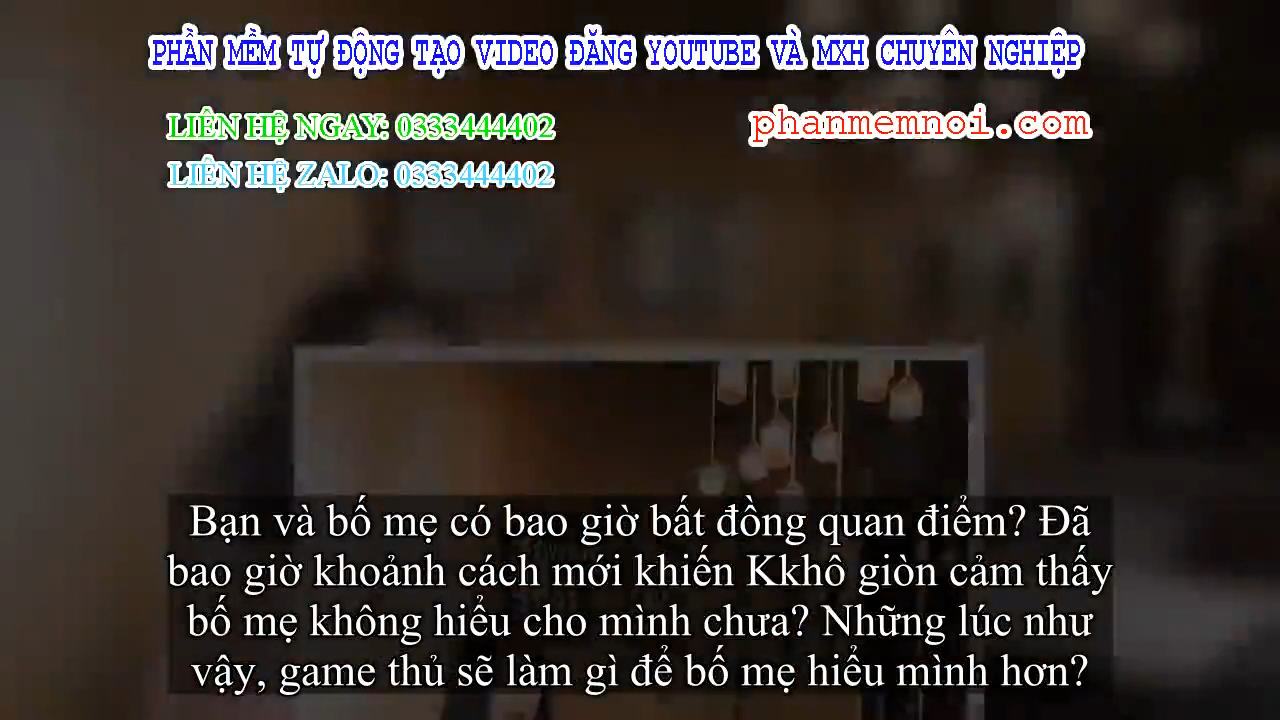 PHẦN MỀM TỰ ĐỘNG TẠO VIDEO ĐĂNG YOUTUBE VÀ MXH CHUYÊN NGHIỆP
LIÊN HỆ NGAY: 0333444402
phanmemnoi.com
LIÊN HỆ ZALO: 0333444402
Bạn và bố mẹ có bao giờ bất đồng quan điểm? Đã
bao giờ khoảnh cách mới khiến Kkhô giòn cảm thấy
bố mẹ không hiểu cho mình chưa? Những lúc như
vậy, game thủ sẽ làm gì để bố mẹ hiểu mình hơn?